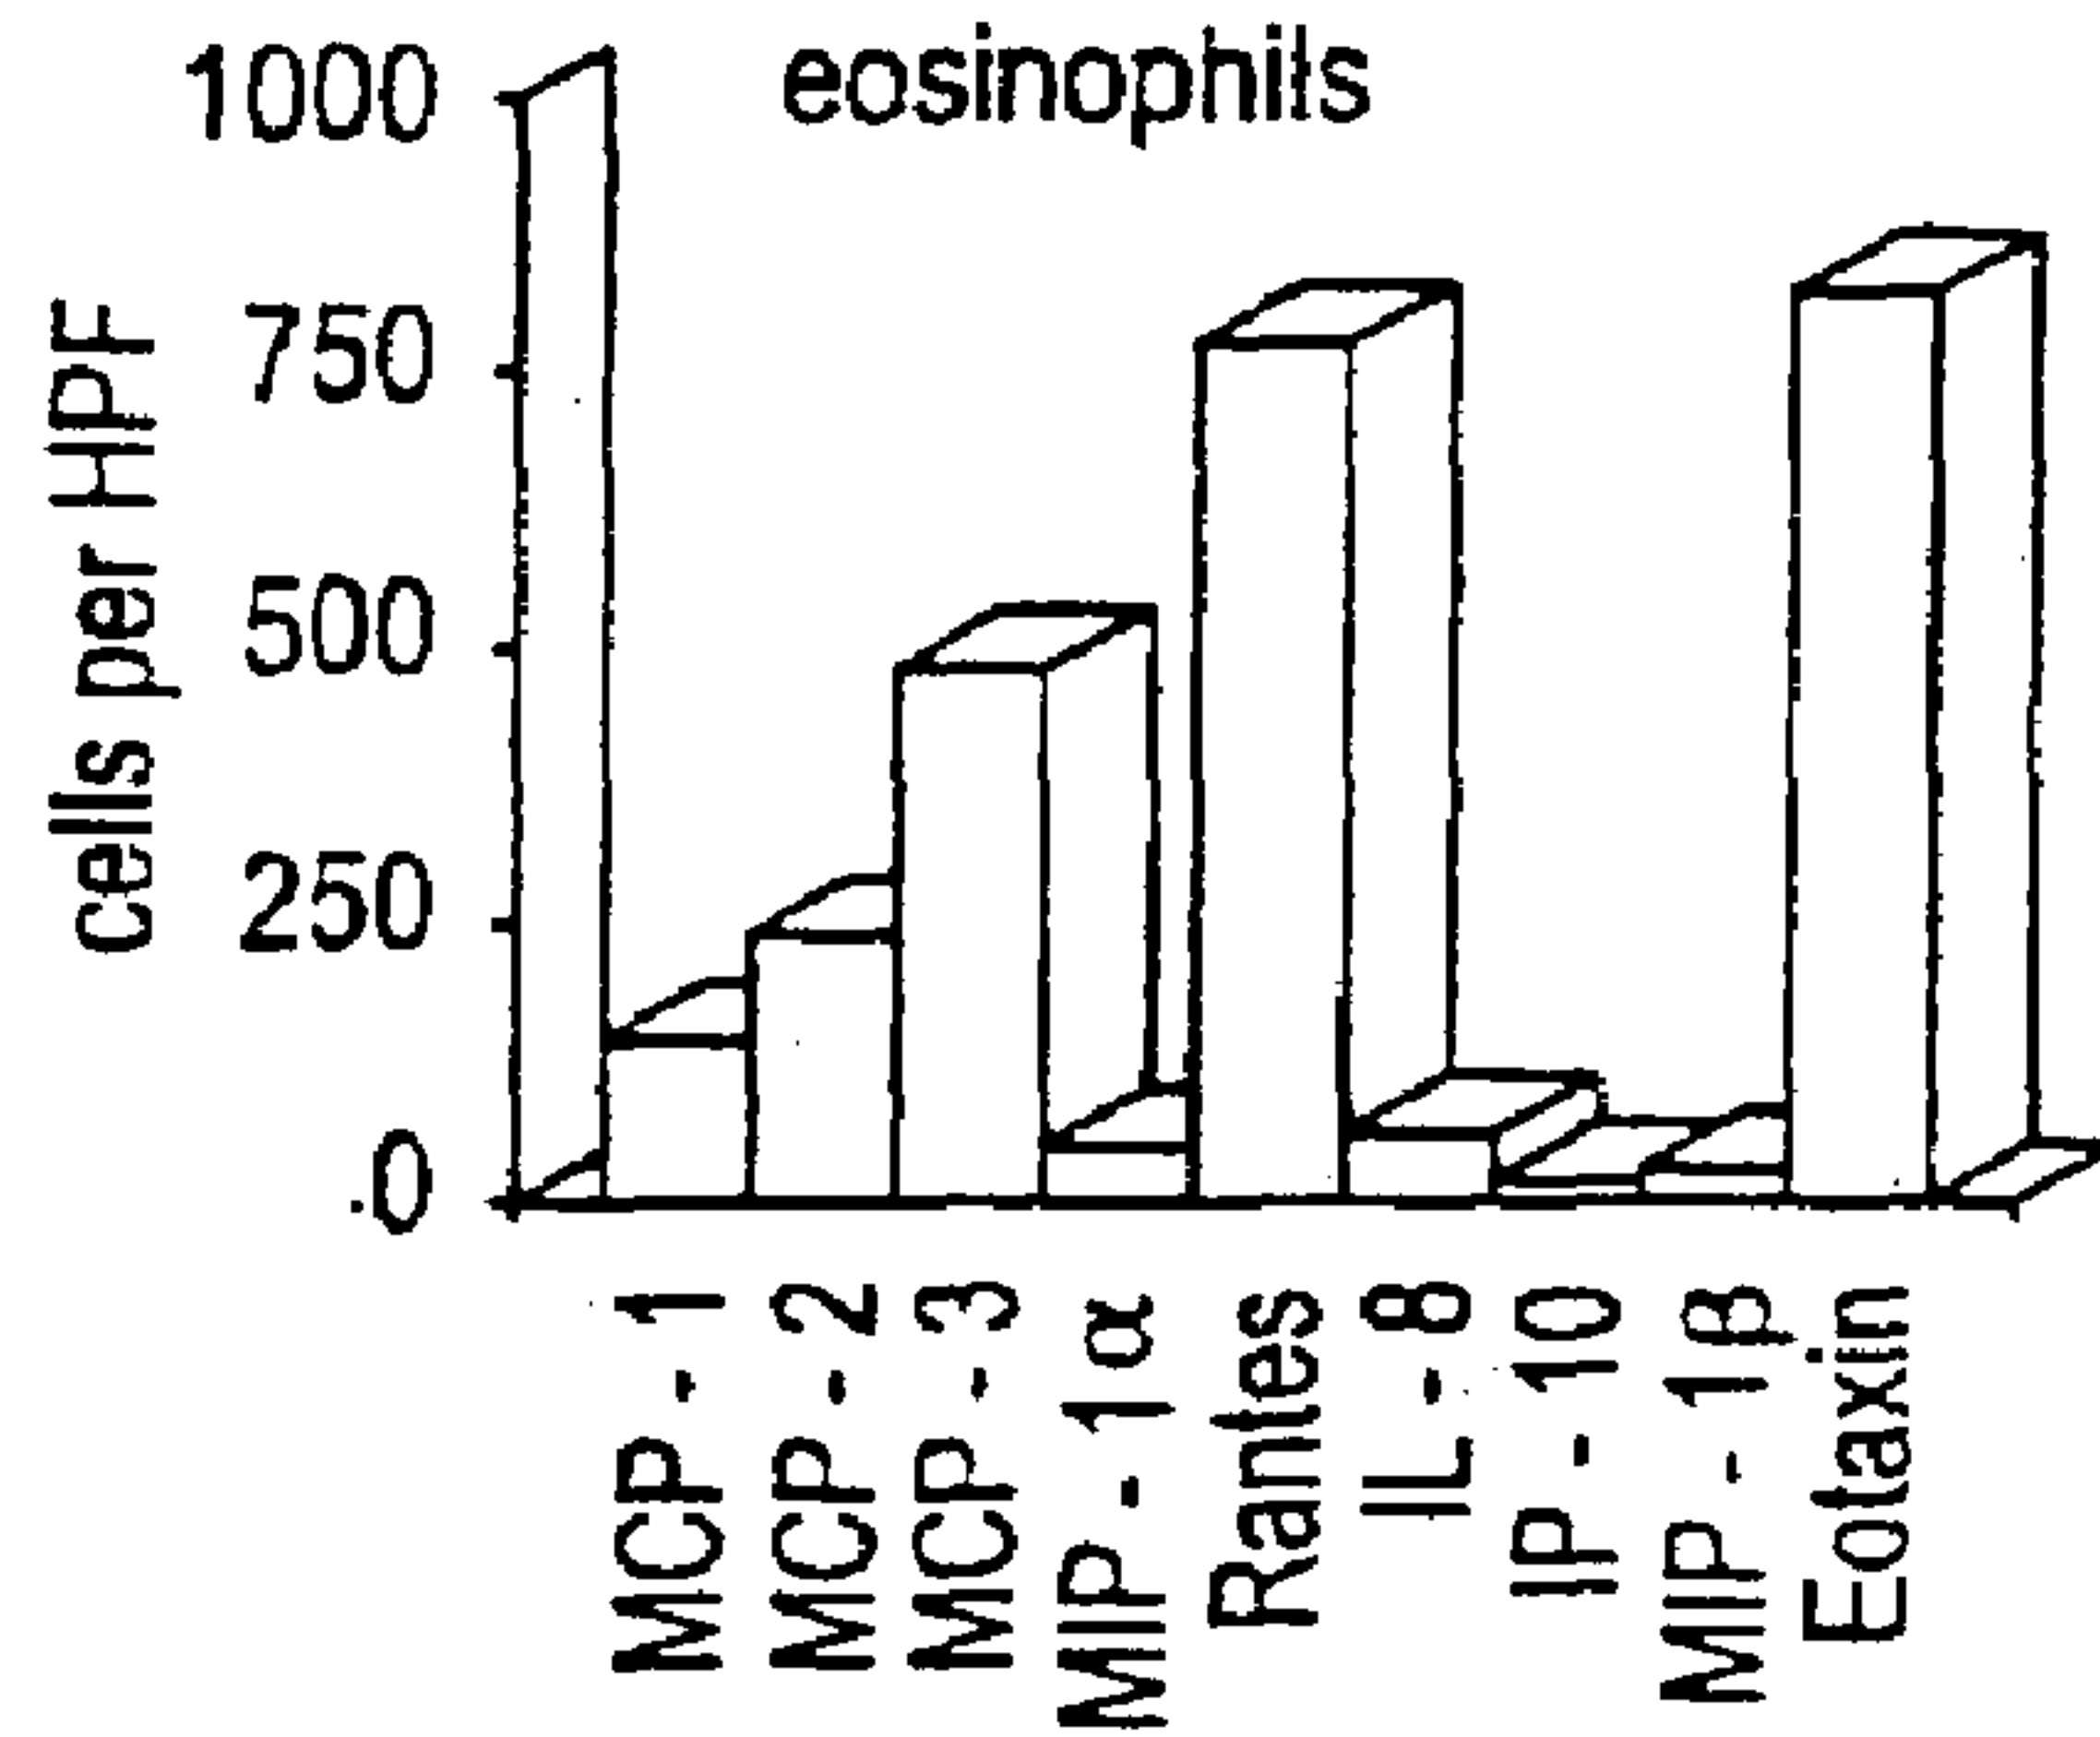 eosinophils
1000
750
500
250
.0
cells per HPF
MCP - 1
MCP - 2
MCP - 3
MIP - 1α
Rantes
IL - 8
IP - 10
MIP - 1β
Eotaxin